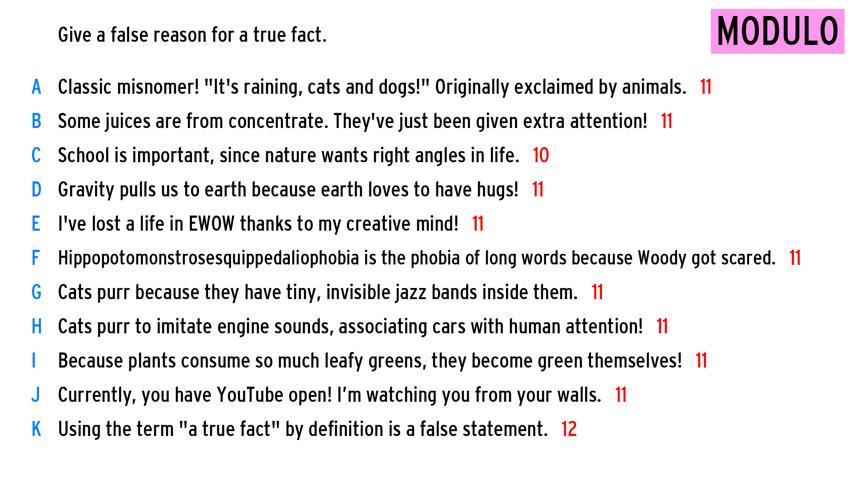 Give a false reason for a true fact.
MODULO
A Classic misnomer! "It's raining, cats and dogs!" Originally exclaimed by animals. 11
B Some juices are from concentrate. They've just been given extra attention! 11
C School is important, since nature wants right angles in life. 10
D Gravity pulls us to earth because earth loves to have hugs! 11
E I've lost a life in EWOW thanks to my creative mind! 11
F Hippopotomonstrosesquippedaliophobia is the phobia of long words because Woody got scared. 11
G Cats purr because they have tiny, invisible jazz bands inside them. 11
H Cats purr to imitate engine sounds, associating cars with human attention! 11
I Because plants consume so much leafy greens, they become green themselves! 11
J Currently, you have YouTube open! I’m watching you from your walls. 11
K Using the term "a true fact" by definition is a false statement. 12